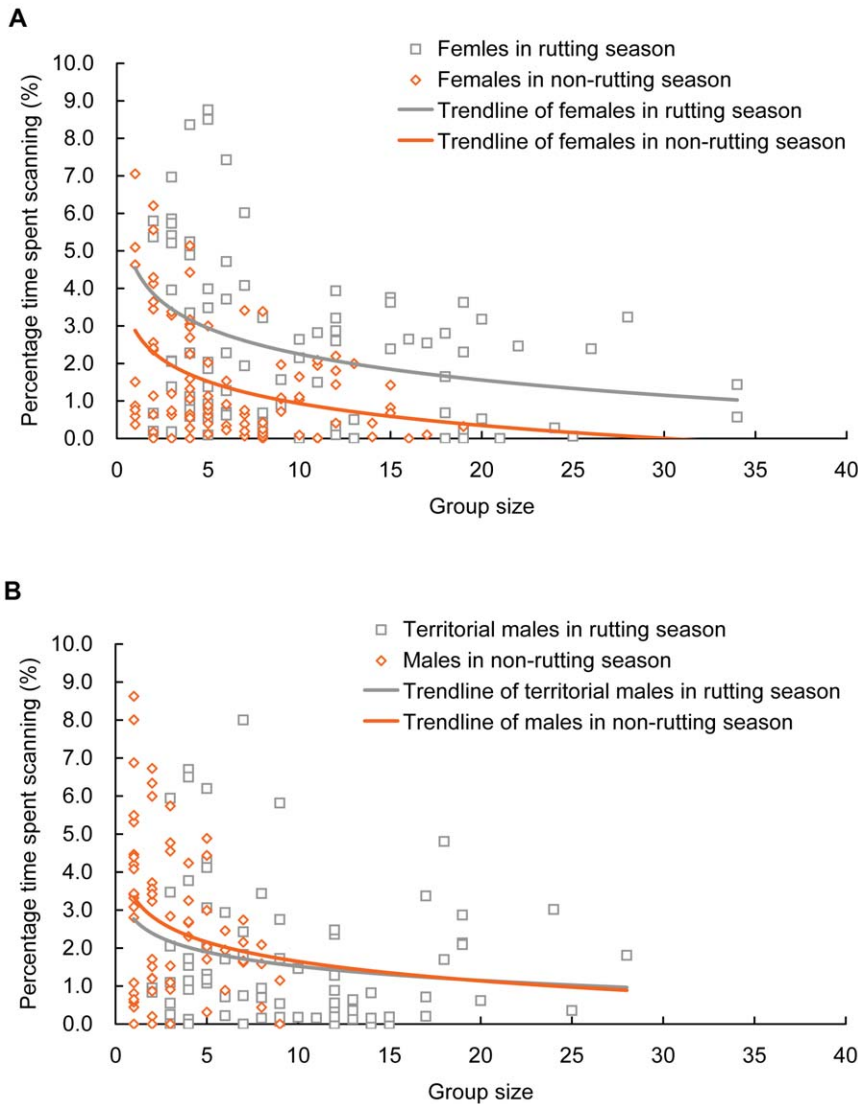 A
Femles in rutting season
Females in non-rutting season
Trendline of females in rutting season
Trendline of females in non-rutting season
10.0
9.0
8.0
7.0
6.0
5.0
4.0
3.0
2.0
1.0
0.0
Percentage time spent scanning (%)
0 5 10 15 20 25 30 35 40
Group size
B
Territorial males in rutting season
Males in non-rutting season
Trendline of territorial males in rutting season
Trendline of males in non-rutting season
10.0
9.0
8.0
7.0
6.0
5.0
4.0
3.0
2.0
1.0
0.0
Percentage time spent scanning (%)
0 5 10 15 20 25 30 35 40
Group size